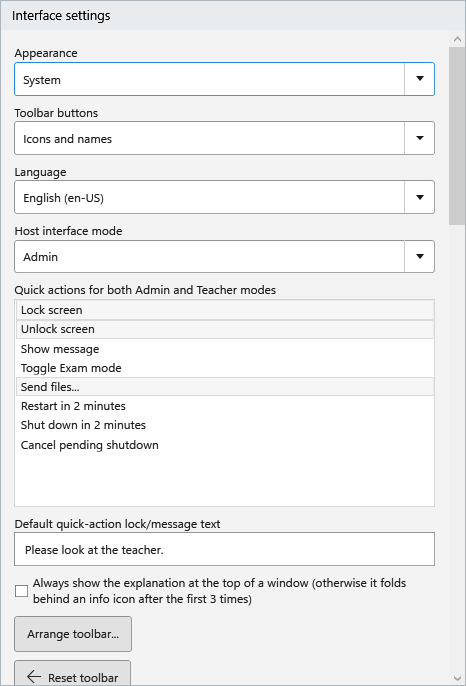 Interface settings
Appearance
System
Toolbar buttons
Icons and names
Language
English (en-US)
Host interface mode
Admin
Quick actions for both Admin and Teacher modes
Lock screen
Unlock screen
Show message
Toggle Exam mode
Send files...
Restart in 2 minutes
Shut down in 2 minutes
Cancel pending shutdown
Default quick-action lock/message text
Please look at the teacher.
Always show the explanation at the top of a window (otherwise it folds
behind an info icon after the first 3 times)
Arrange toolbar...
Reset toolbar